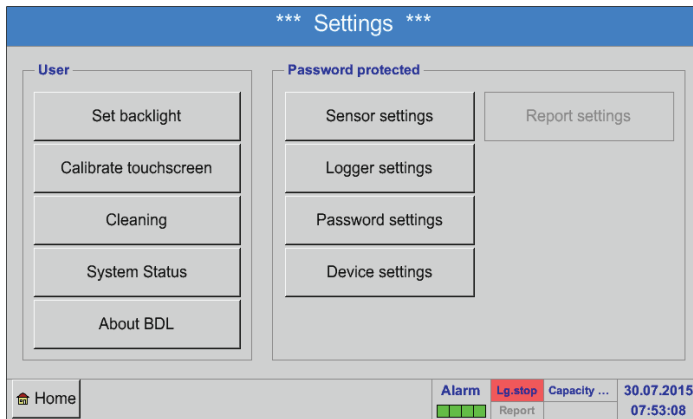 *** Settings ***
User
Set backlight
Calibrate touchscreen
Cleaning
System Status
About BDL
Password protected
Sensor settings
Report settings
Logger settings
Password settings
Device settings
Home
Alarm
Lg.stop
Report
Capacity ...
30.07.2015
07:53:08